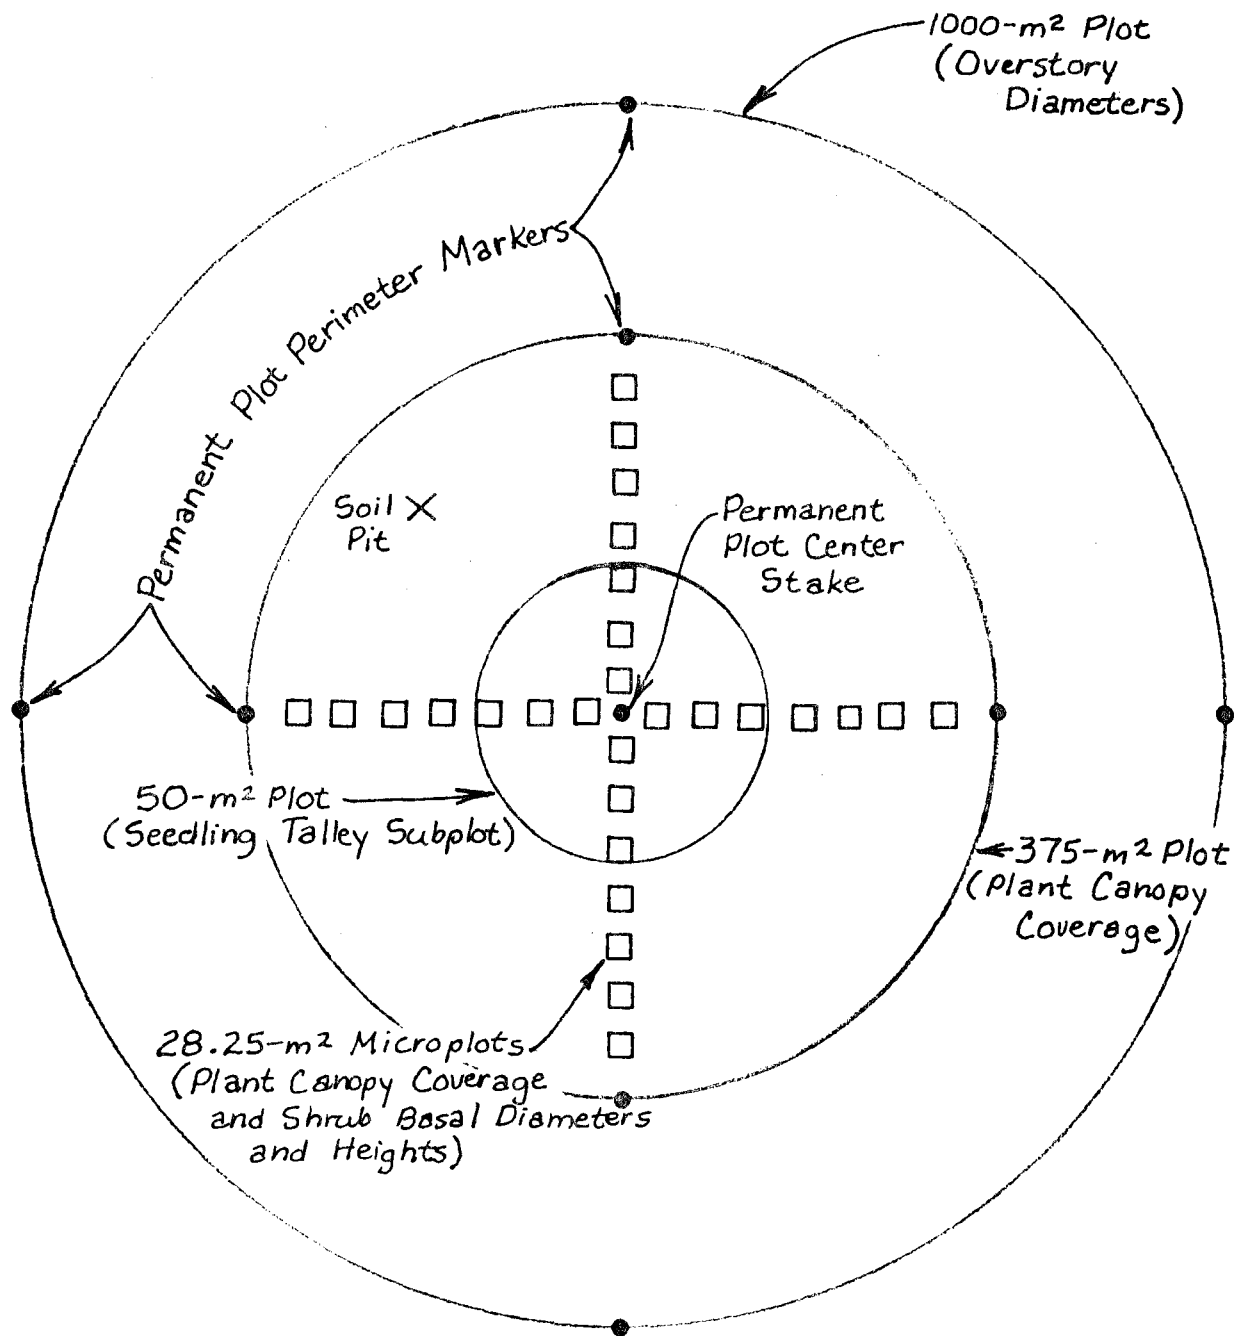 1000-m² Plot
(Overstory
Diameters)
Permanent Plot Perimeter Markers
Soil X
Pit
Permanent
Plot Center
Stake
50-m² Plot
(Seedling Talley Subplot)
375-m² Plot
(Plant Canopy
Coverage)
28.25-m² Microplots
(Plant Canopy Coverage
and Shrub Basal Diameters
and Heights)